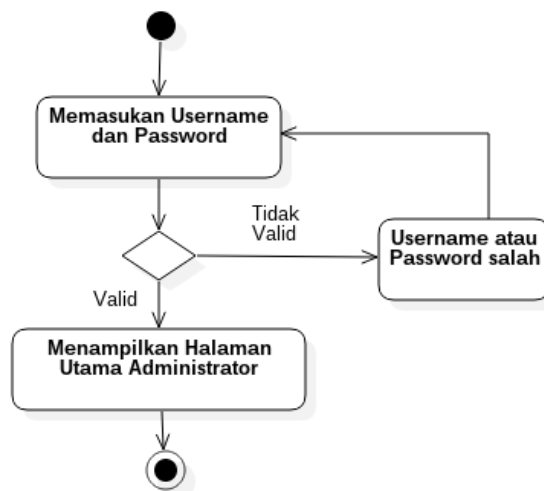 Memasukan Username
dan Password
Tidak
Valid
Username atau
Password salah
Valid
Menampilkan Halaman
Utama Administrator